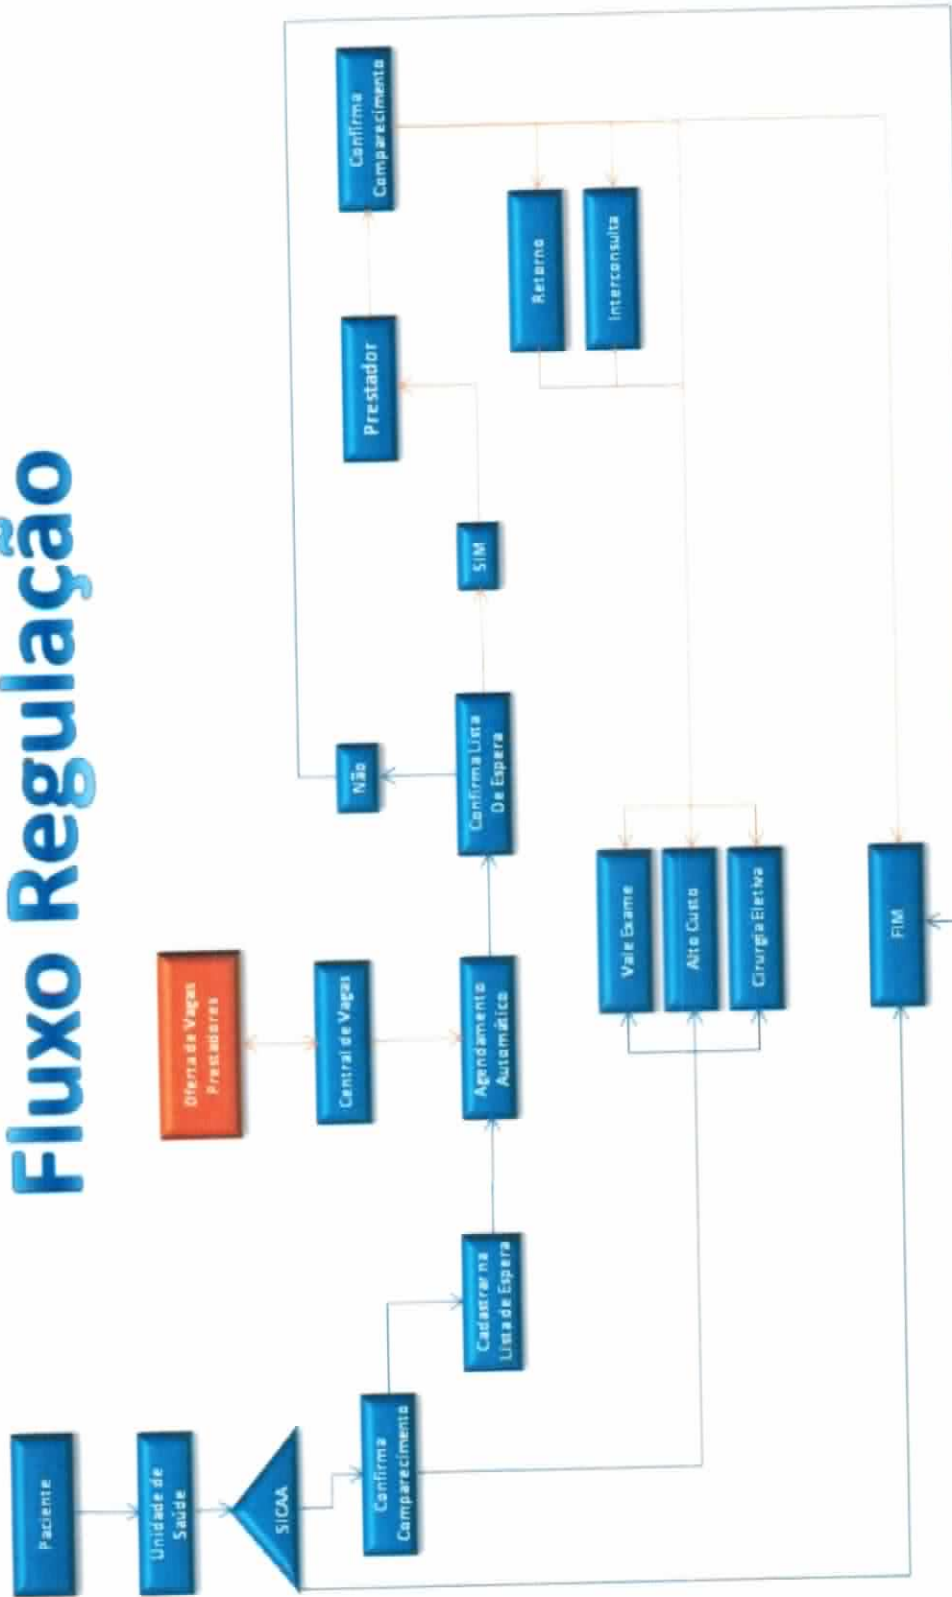 Fluxo Regulação
Paciente
Unidade de
Saúde
SICAA
Confirma
Comparecimento
Cadastrar na
Lista de Espera
Oferta de Vagas
Prestadores
Central de Vagas
Agendamento
Automático
Confirma Lista
De Espera
Não
SIM
Prestador
Confirma
Comparecimento
Retorno
Interconsulta
Vale Exame
Alto Custo
Cirurgia Eletiva
FIM